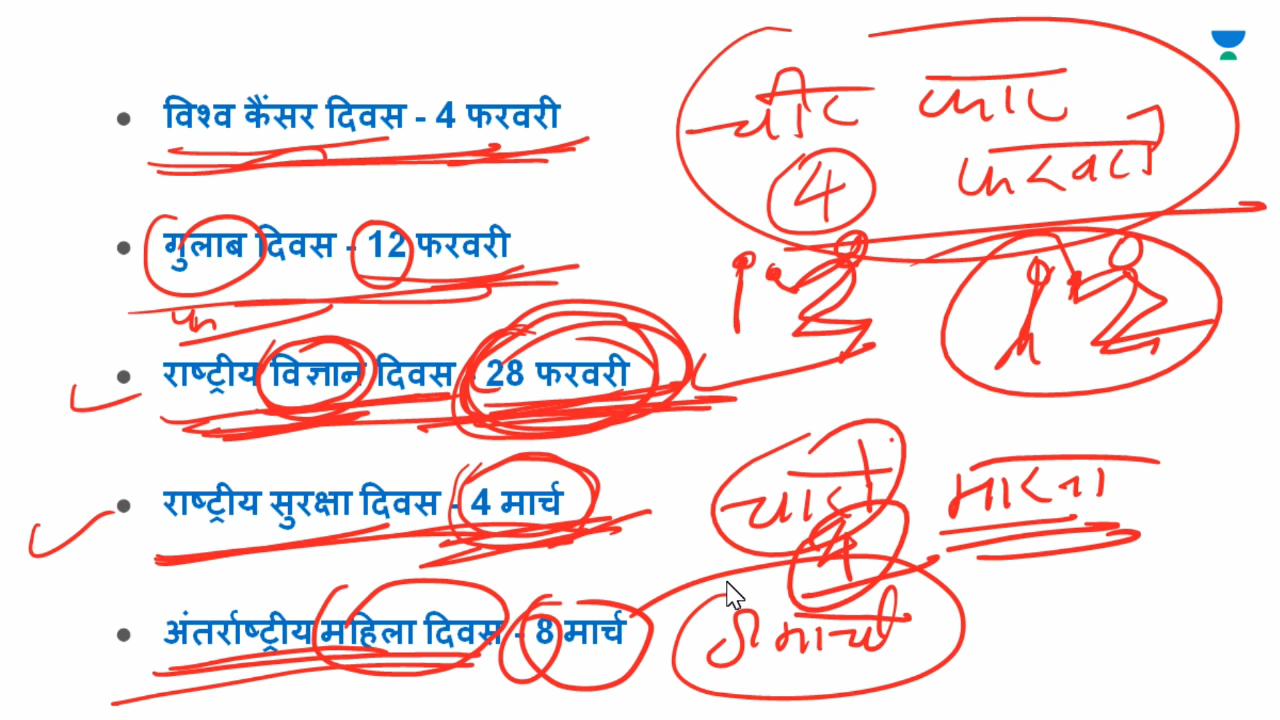 विश्व कैंसर दिवस - 4 फरवरी
चीर फार
4 फरवरी
गुलाब दिवस - 12 फरवरी
फ
राष्ट्रीय विज्ञान दिवस - 28 फरवरी
राष्ट्रीय सुरक्षा दिवस - 4 मार्च
4
मारना
अंतर्राष्ट्रीय महिला दिवस - 8 मार्च